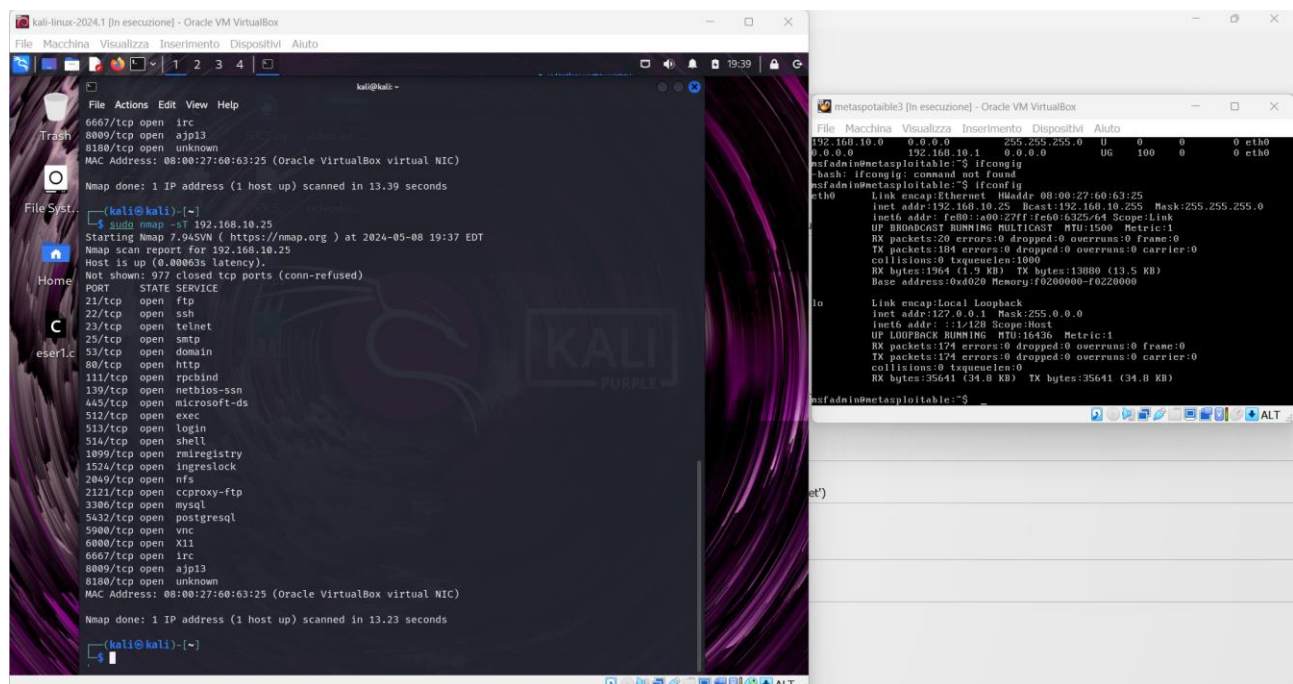 kali-linux-2024.1 [In esecuzione] - Oracle VM VirtualBox
File Macchina Visualizza Inserimento Dispositivi Aiuto
1 2 3 4
19:39
kali@kali: ~
File Actions Edit View Help
Trash
File Syst..
Home
eser1.c
6667/tcp open irc
8009/tcp open ajp13
8180/tcp open unknown
MAC Address: 08:00:27:60:63:25 (Oracle VirtualBox virtual NIC)
Nmap done: 1 IP address (1 host up) scanned in 13.39 seconds
(kali㉿kali)-[~]
$ sudo nmap -sT 192.168.10.25
Starting Nmap 7.94SVN ( https://nmap.org ) at 2024-05-08 19:37 EDT
Nmap scan report for 192.168.10.25
Host is up (0.00063s latency).
Not shown: 977 closed tcp ports (conn-refused)
PORT STATE SERVICE
21/tcp open ftp
22/tcp open ssh
23/tcp open telnet
25/tcp open smtp
53/tcp open domain
80/tcp open http
111/tcp open rpcbind
139/tcp open netbios-ssn
445/tcp open microsoft-ds
512/tcp open exec
513/tcp open login
514/tcp open shell
1099/tcp open rmiregistry
1524/tcp open ingreslock
2049/tcp open nfs
2121/tcp open ccproxy-ftp
3306/tcp open mysql
5432/tcp open postgresql
5900/tcp open vnc
6000/tcp open X11
6667/tcp open irc
8009/tcp open ajp13
8180/tcp open unknown
MAC Address: 08:00:27:60:63:25 (Oracle VirtualBox virtual NIC)
Nmap done: 1 IP address (1 host up) scanned in 13.23 seconds
(kali㉿kali)-[~]
$
KALI
PURPLE
ALT
metaspotaible3 [In esecuzione] - Oracle VM VirtualBox
File Macchina Visualizza Inserimento Dispositivi Aiuto
192.168.10.0 0.0.0.0 255.255.255.0 U 0 0 0 eth0
0.0.0.0 192.168.10.1 0.0.0.0 UG 100 0 0 eth0
msfadmin@metasploitable:~$ ifcongig
-bash: ifcongig: command not found
msfadmin@metasploitable:~$ ifconfig
eth0 Link encap:Ethernet HWaddr 08:00:27:60:63:25
inet addr:192.168.10.25 Bcast:192.168.10.255 Mask:255.255.255.0
inet6 addr: fe80::a00:27ff:fe60:6325/64 Scope:Link
UP BROADCAST RUNNING MULTICAST MTU:1500 Metric:1
RX packets:20 errors:0 dropped:0 overruns:0 frame:0
TX packets:184 errors:0 dropped:0 overruns:0 carrier:0
collisions:0 txqueuelen:1000
RX bytes:1964 (1.9 KB) TX bytes:13880 (13.5 KB)
Base address:0xd020 Memory:f0200000-f0220000
lo Link encap:Local Loopback
inet addr:127.0.0.1 Mask:255.0.0.0
inet6 addr: ::1/128 Scope:Host
UP LOOPBACK RUNNING MTU:16436 Metric:1
RX packets:174 errors:0 dropped:0 overruns:0 frame:0
TX packets:174 errors:0 dropped:0 overruns:0 carrier:0
collisions:0 txqueuelen:0
RX bytes:35641 (34.8 KB) TX bytes:35641 (34.8 KB)
msfadmin@metasploitable:~$ _
ALT
et')